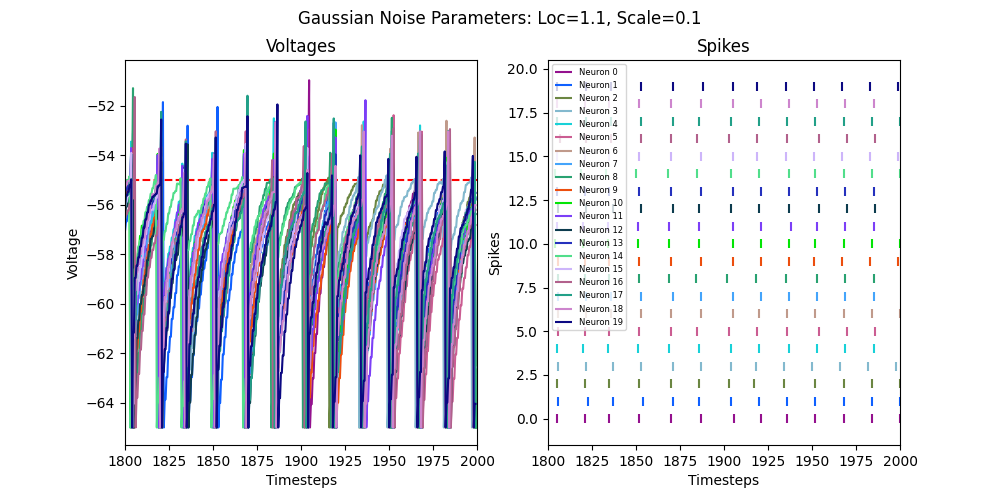 Gaussian Noise Parameters: Loc=1.1, Scale=0.1
Voltages
Voltage
−52
−54
−56
−58
−60
−62
−64
1800 1825 1850 1875 1900 1925 1950 1975 2000
Timesteps
Spikes
Spikes
20.0
17.5
15.0
12.5
10.0
7.5
5.0
2.5
0.0
Neuron 0
Neuron 1
Neuron 2
Neuron 3
Neuron 4
Neuron 5
Neuron 6
Neuron 7
Neuron 8
Neuron 9
Neuron 10
Neuron 11
Neuron 12
Neuron 13
Neuron 14
Neuron 15
Neuron 16
Neuron 17
Neuron 18
Neuron 19
1800 1825 1850 1875 1900 1925 1950 1975 2000
Timesteps